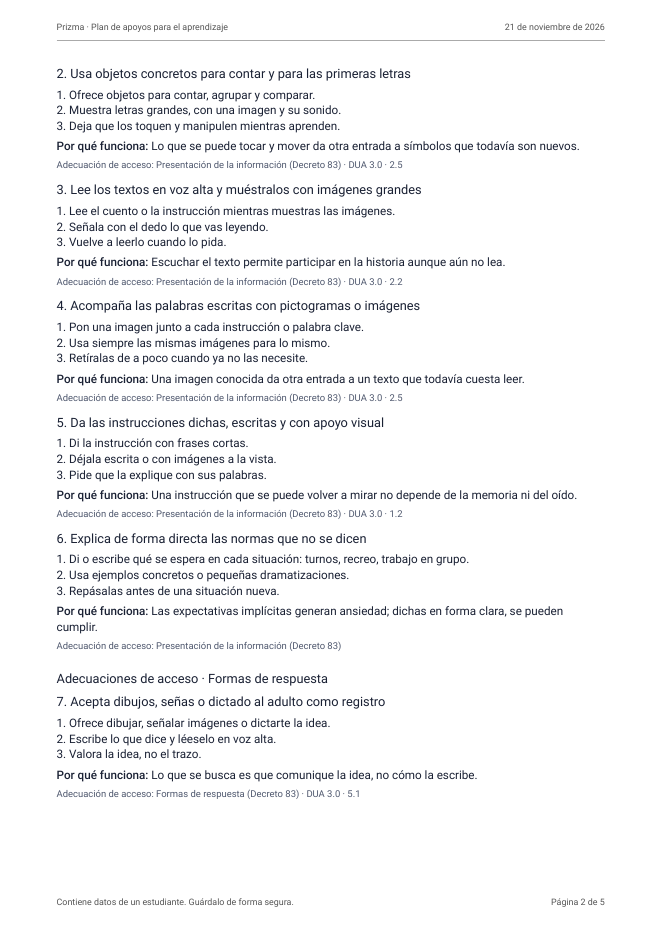 Prizma · Plan de apoyos para el aprendizaje
21 de noviembre de 2026
2. Usa objetos concretos para contar y para las primeras letras
1. Ofrece objetos para contar, agrupar y comparar.
2. Muestra letras grandes, con una imagen y su sonido.
3. Deja que los toquen y manipulen mientras aprenden.
Por qué funciona: Lo que se puede tocar y mover da otra entrada a símbolos que todavía son nuevos.
Adecuación de acceso: Presentación de la información (Decreto 83) · DUA 3.0 · 2.5
3. Lee los textos en voz alta y muéstralos con imágenes grandes
1. Lee el cuento o la instrucción mientras muestras las imágenes.
2. Señala con el dedo lo que vas leyendo.
3. Vuelve a leerlo cuando lo pida.
Por qué funciona: Escuchar el texto permite participar en la historia aunque aún no lea.
Adecuación de acceso: Presentación de la información (Decreto 83) · DUA 3.0 · 2.2
4. Acompaña las palabras escritas con pictogramas o imágenes
1. Pon una imagen junto a cada instrucción o palabra clave.
2. Usa siempre las mismas imágenes para lo mismo.
3. Retíralas de a poco cuando ya no las necesite.
Por qué funciona: Una imagen conocida da otra entrada a un texto que todavía cuesta leer.
Adecuación de acceso: Presentación de la información (Decreto 83) · DUA 3.0 · 2.5
5. Da las instrucciones dichas, escritas y con apoyo visual
1. Di la instrucción con frases cortas.
2. Déjala escrita o con imágenes a la vista.
3. Pide que la explique con sus palabras.
Por qué funciona: Una instrucción que se puede volver a mirar no depende de la memoria ni del oído.
Adecuación de acceso: Presentación de la información (Decreto 83) · DUA 3.0 · 1.2
6. Explica de forma directa las normas que no se dicen
1. Di o escribe qué se espera en cada situación: turnos, recreo, trabajo en grupo.
2. Usa ejemplos concretos o pequeñas dramatizaciones.
3. Repásalas antes de una situación nueva.
Por qué funciona: Las expectativas implícitas generan ansiedad; dichas en forma clara, se pueden
cumplir.
Adecuación de acceso: Presentación de la información (Decreto 83)
Adecuaciones de acceso · Formas de respuesta
7. Acepta dibujos, señas o dictado al adulto como registro
1. Ofrece dibujar, señalar imágenes o dictarte la idea.
2. Escribe lo que dice y léeselo en voz alta.
3. Valora la idea, no el trazo.
Por qué funciona: Lo que se busca es que comunique la idea, no cómo la escribe.
Adecuación de acceso: Formas de respuesta (Decreto 83) · DUA 3.0 · 5.1
Contiene datos de un estudiante. Guárdalo de forma segura.
Página 2 de 5